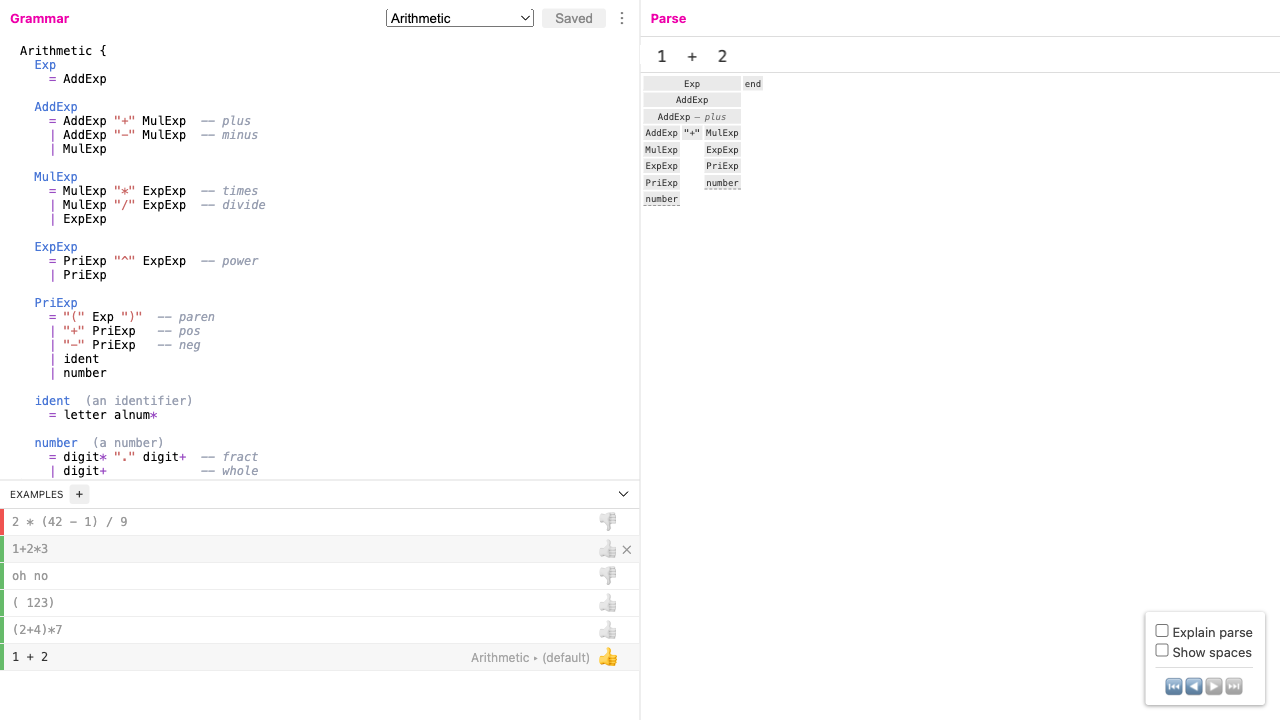 Grammar
Arithmetic
Saved
Parse
Arithmetic {
Exp
= AddExp
AddExp
= AddExp "+" MulExp -- plus
| AddExp "-" MulExp -- minus
| MulExp
MulExp
= MulExp "*" ExpExp -- times
| MulExp "/" ExpExp -- divide
| ExpExp
ExpExp
= PriExp "^" ExpExp -- power
| PriExp
PriExp
= "(" Exp ")" -- paren
| "+" PriExp -- pos
| "-" PriExp -- neg
| ident
| number
ident (an identifier)
= letter alnum*
number (a number)
= digit* "." digit+ -- fract
| digit+ -- whole
EXAMPLES +
2 * (42 - 1) / 9
1+2*3
oh no
( 123)
(2+4)*7
1 + 2 Arithmetic ▸ (default)
1 + 2
Exp end
AddExp
AddExp — plus
AddExp "+" MulExp
MulExp ExpExp
ExpExp PriExp
PriExp number
number
Explain parse
Show spaces